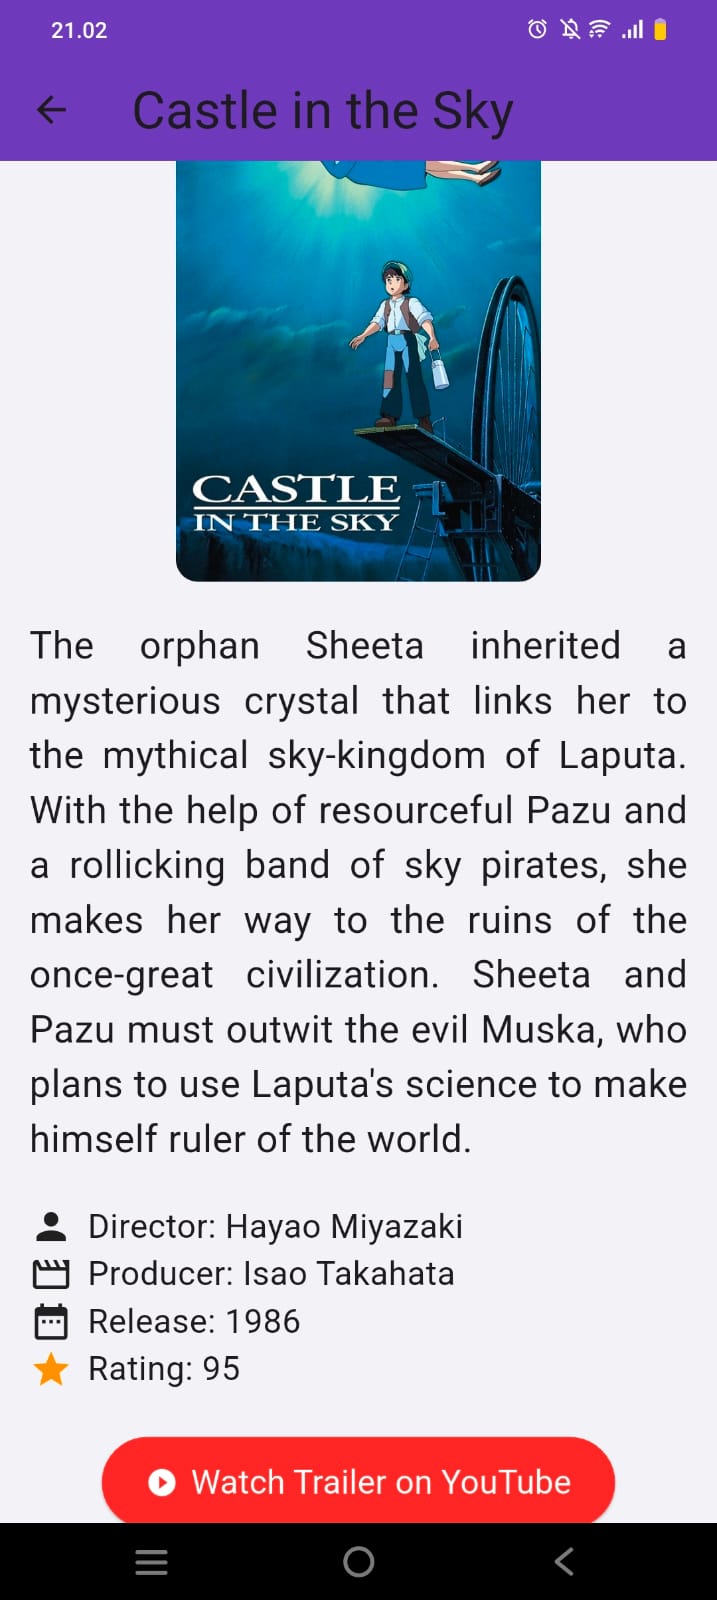 21.02
Castle in the Sky
CASTLE
IN THE SKY
The orphan Sheeta inherited a
mysterious crystal that links her to
the mythical sky-kingdom of Laputa.
With the help of resourceful Pazu and
a rollicking band of sky pirates, she
makes her way to the ruins of the
once-great civilization. Sheeta and
Pazu must outwit the evil Muska, who
plans to use Laputa's science to make
himself ruler of the world.
Director: Hayao Miyazaki
Producer: Isao Takahata
Release: 1986
Rating: 95
Watch Trailer on YouTube